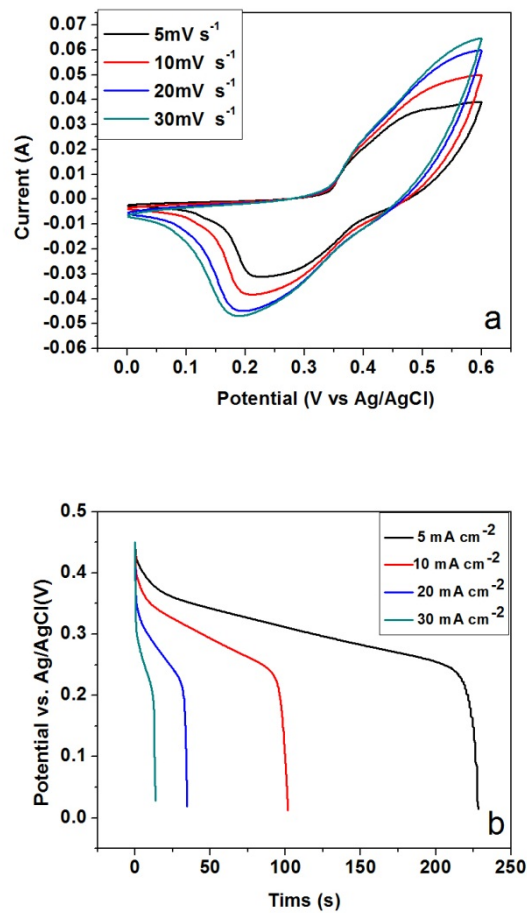 5mV s⁻¹
10mV s⁻¹
20mV s⁻¹
30mV s⁻¹
0.07
0.06
0.05
0.04
0.03
0.02
0.01
0.00
-0.01
-0.02
-0.03
-0.04
-0.05
-0.06
Current (A)
a
0.0 0.1 0.2 0.3 0.4 0.5 0.6
Potential (V vs Ag/AgCl)
5 mA cm⁻²
10 mA cm⁻²
20 mA cm⁻²
30 mA cm⁻²
0.5
0.4
0.3
0.2
0.1
0.0
Potential vs. Ag/AgCl(V)
b
0 50 100 150 200 250
Tims (s)